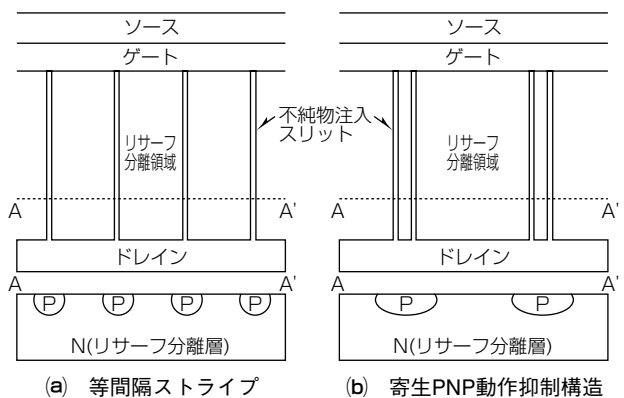 ソース
ゲート
リサーフ
分離領域
不純物注入
スリット
A
A'
ドレイン
A
A'
P
P
P
P
N(リサーフ分離層)
(a) 等間隔ストライプ
ソース
ゲート
リサーフ
分離領域
A
A'
ドレイン
A
A'
P
P
N(リサーフ分離層)
(b) 寄生PNP動作抑制構造